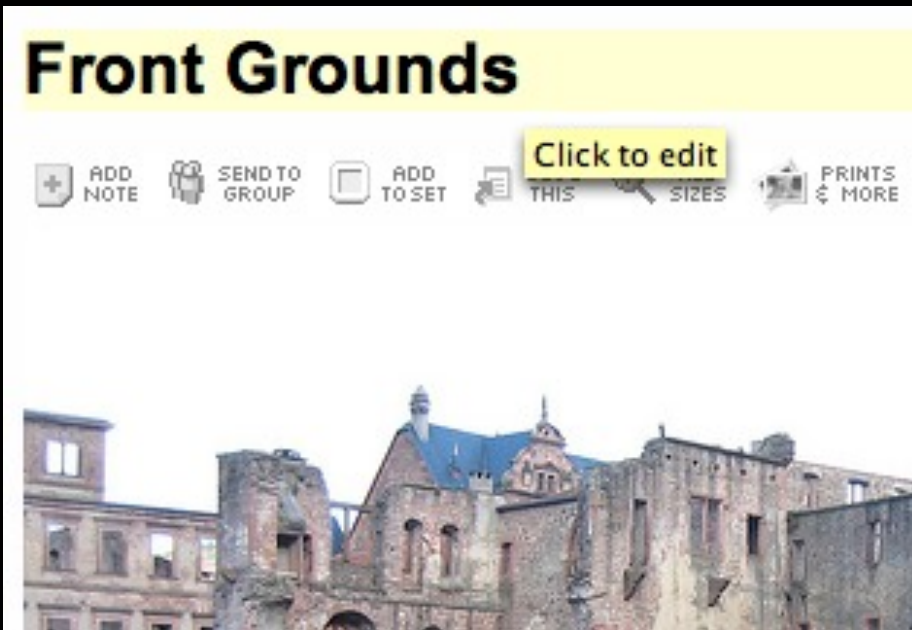 Front Grounds
Click to edit
ADD
NOTE
SEND TO
GROUP
ADD
TO SET
THIS
SIZES
PRINTS
& MORE